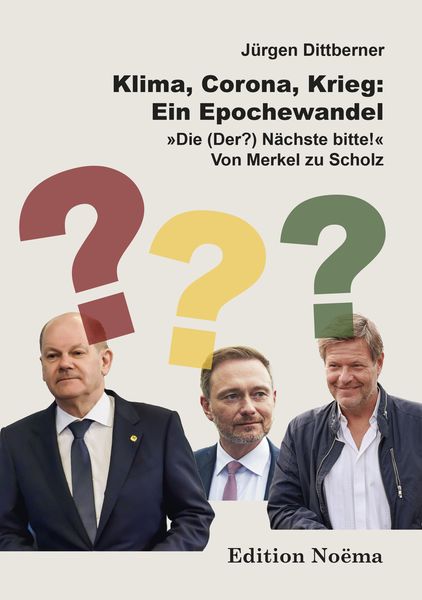 Jürgen Dittberner
Klima, Corona, Krieg:
Ein Epochewandel
»Die (Der?) Nächste bitte!«
Von Merkel zu Scholz
? ? ?
Edition Noëma